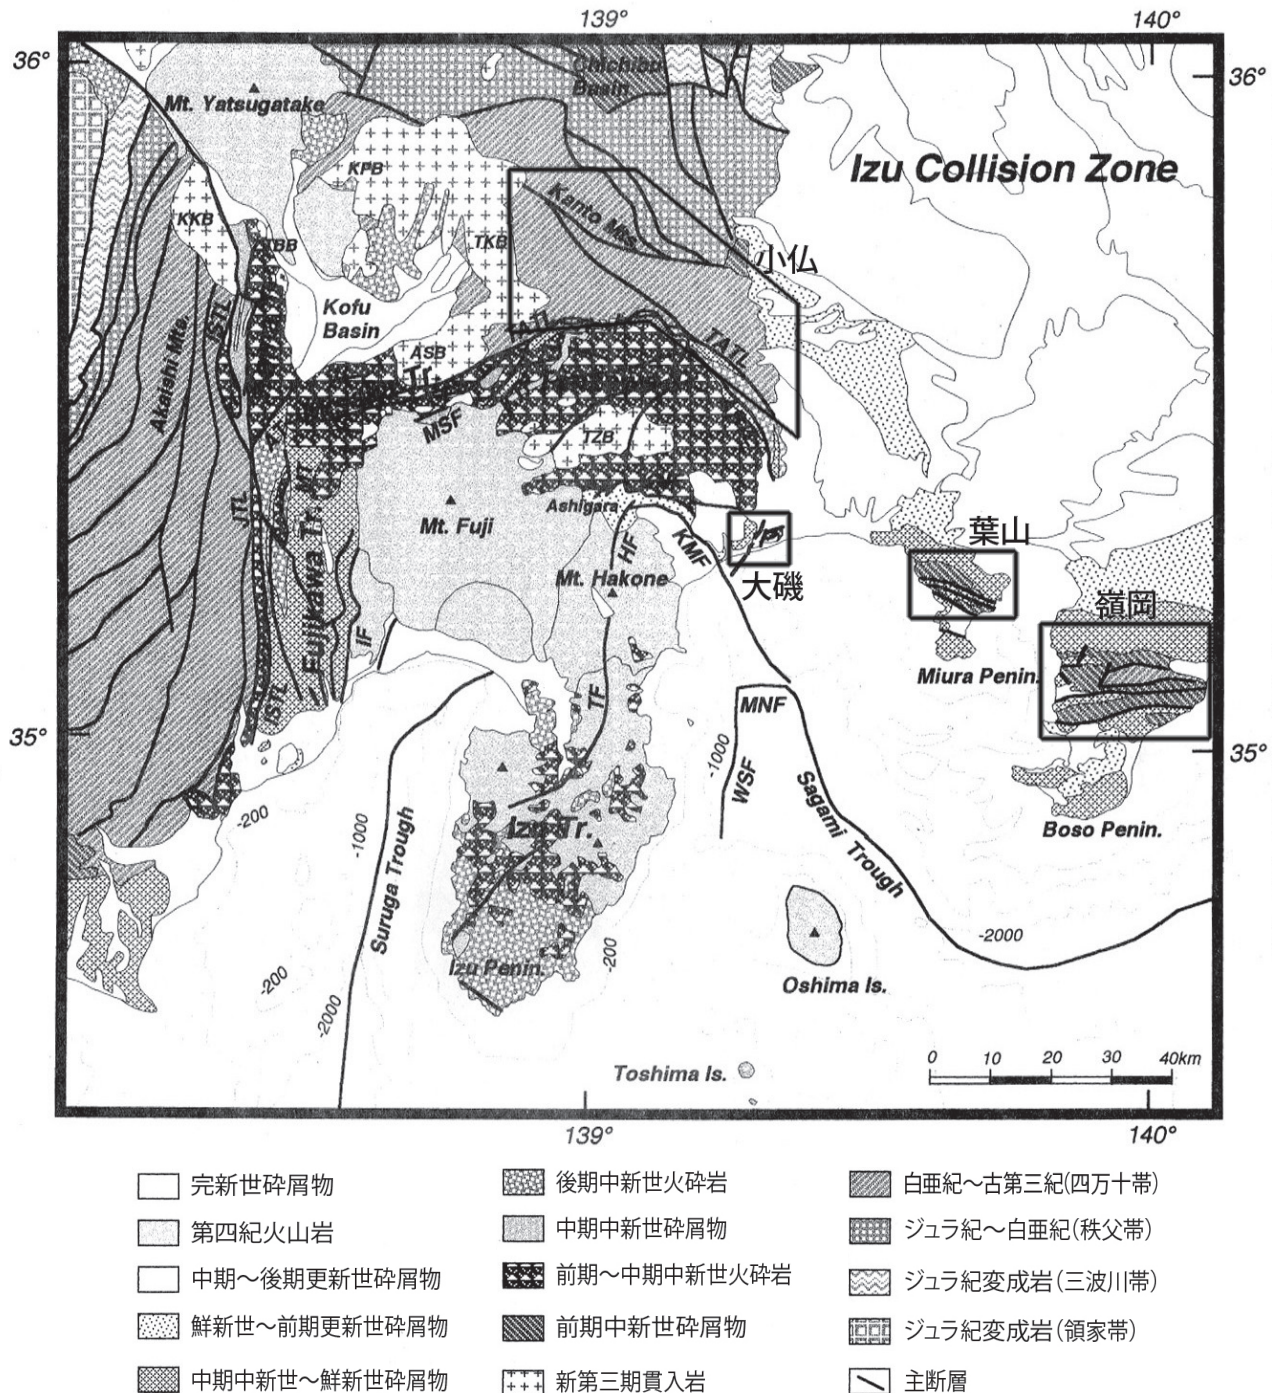 139°
140°
36°
36°
Chichibu
Basin
Mt. Yatsugatake
Izu Collision Zone
KPB
Kanto Mts.
KKB
TKB
小仏
Kofu
Basin
ISTL
TATL
TATL
Akaishi Mts.
ASB
Tr.
MSF
TZB
JTL
Mt. Fuji
Ashigara
葉山
HF
KMF
Mt. Hakone
大磯
嶺岡
Fujikawa Tr.
IF
Miura Penin.
ISTL
TF
MNF
35°
35°
-1000
WSF
-200
-1000
Izu Tr.
Sagami Trough
Boso Penin.
Suruga Trough
-2000
-200
-200
Izu Penin.
Oshima Is.
-2000
0 10 20 30 40km
Toshima Is.
139°
140°
完新世砕屑物
第四紀火山岩
中期～後期更新世砕屑物
鮮新世～前期更新世砕屑物
中期中新世～鮮新世砕屑物
後期中新世火砕岩
中期中新世砕屑物
前期～中期中新世火砕岩
前期中新世砕屑物
新第三期貫入岩
白亜紀～古第三紀(四万十帯)
ジュラ紀～白亜紀(秩父帯)
ジュラ紀変成岩(三波川帯)
ジュラ紀変成岩(領家帯)
主断層